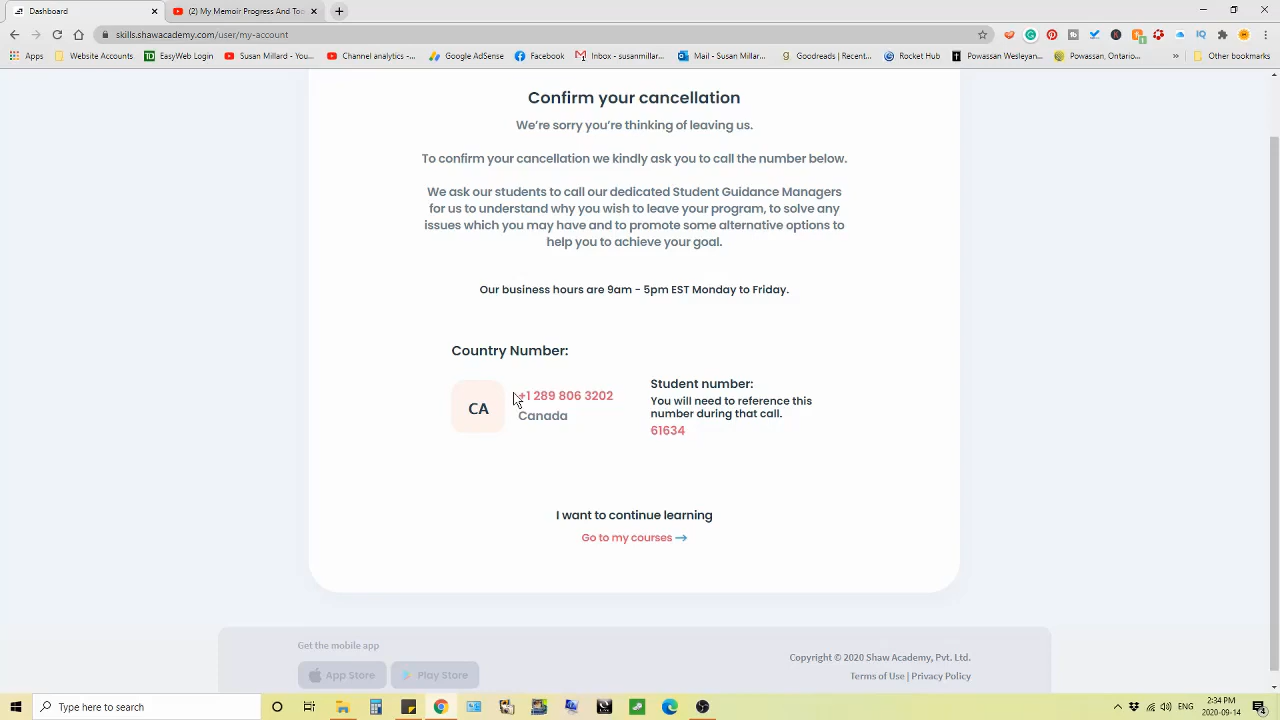 Dashboard
(2) My Memoir Progres And Too
skills.shawacademy.com/user/my-account
Apps
Website Accounts
EasyWeb Login
Susan Millard You...
Channel analytics -...
Google AdSense
Facebook
Inbox - susanmillar...
Mail - Susan Millar...
Goodreads | Recent...
Rocket Hub
Powassan Wesleyan...
Powassan, Ontario...
»
Other bookmarks
Confirm your cancellation
We're sorry you're thinking of leaving us.
To confirm your cancellation we kindly ask you to call the number below.
We ask our students to call our dedicated Student Guidance Managers
for us to understand why you wish to leave your program, to solve any
issues which you may have and to promote some alternative options to
help you to achieve your goal.
Our business hours are 9am - 5pm EST Monday to Friday.
Country Number:
CA
+1 289 806 3202
Canada
Student number:
You will need to reference this
number during that call.
61634
I want to continue learning
Go to my courses →
Get the mobile app
App Store
Play Store
Copyright © 2020 Shaw Academy, Pvt. Ltd.
Terms of Use | Privacy Policy
Type here to search
ENG
2:34 PM
2020-09-14